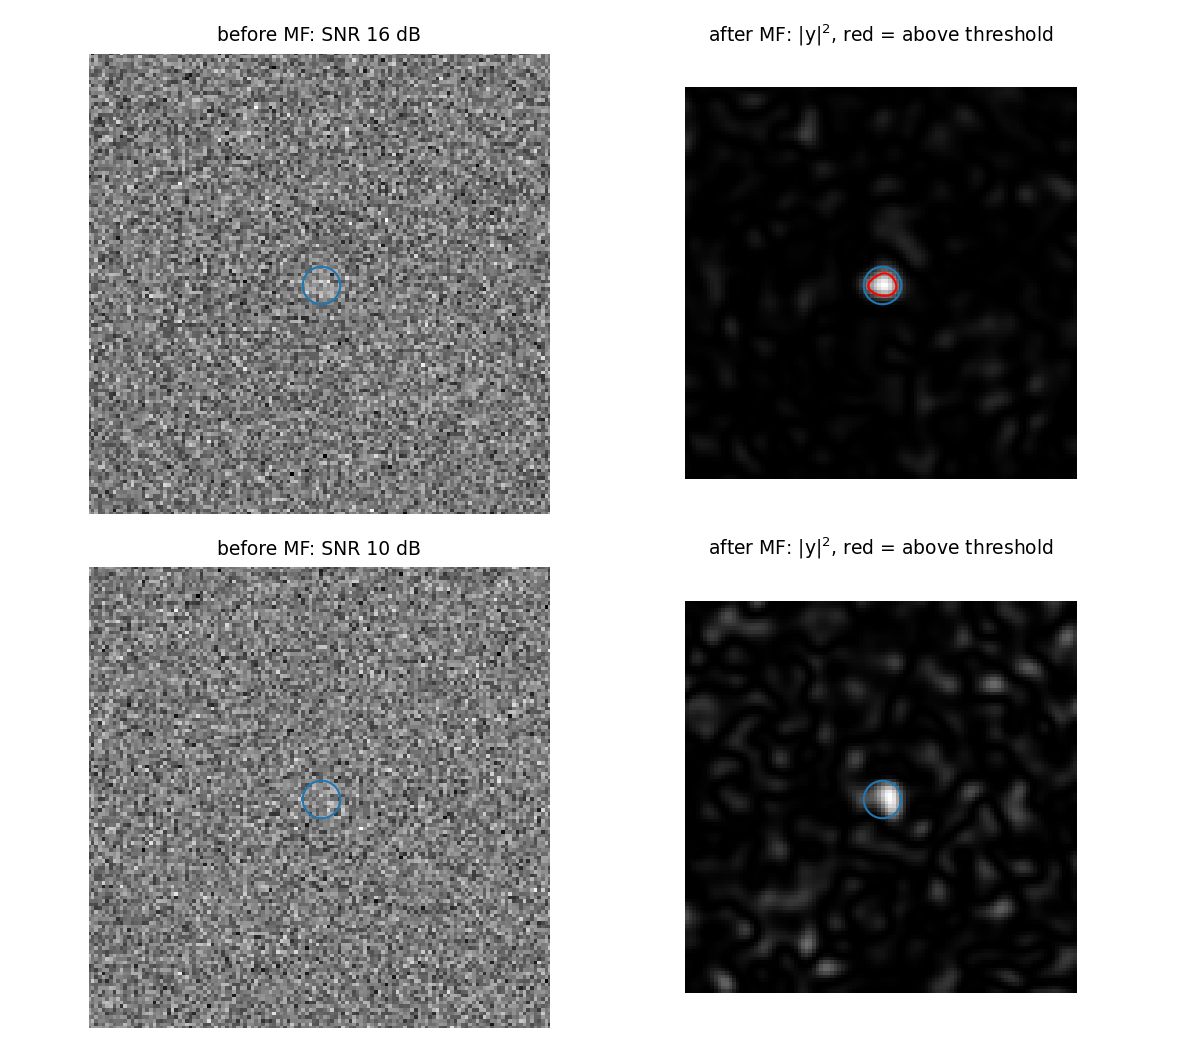 before MF: SNR 16 dB
after MF: |y|², red = above threshold
before MF: SNR 10 dB
after MF: |y|², red = above threshold